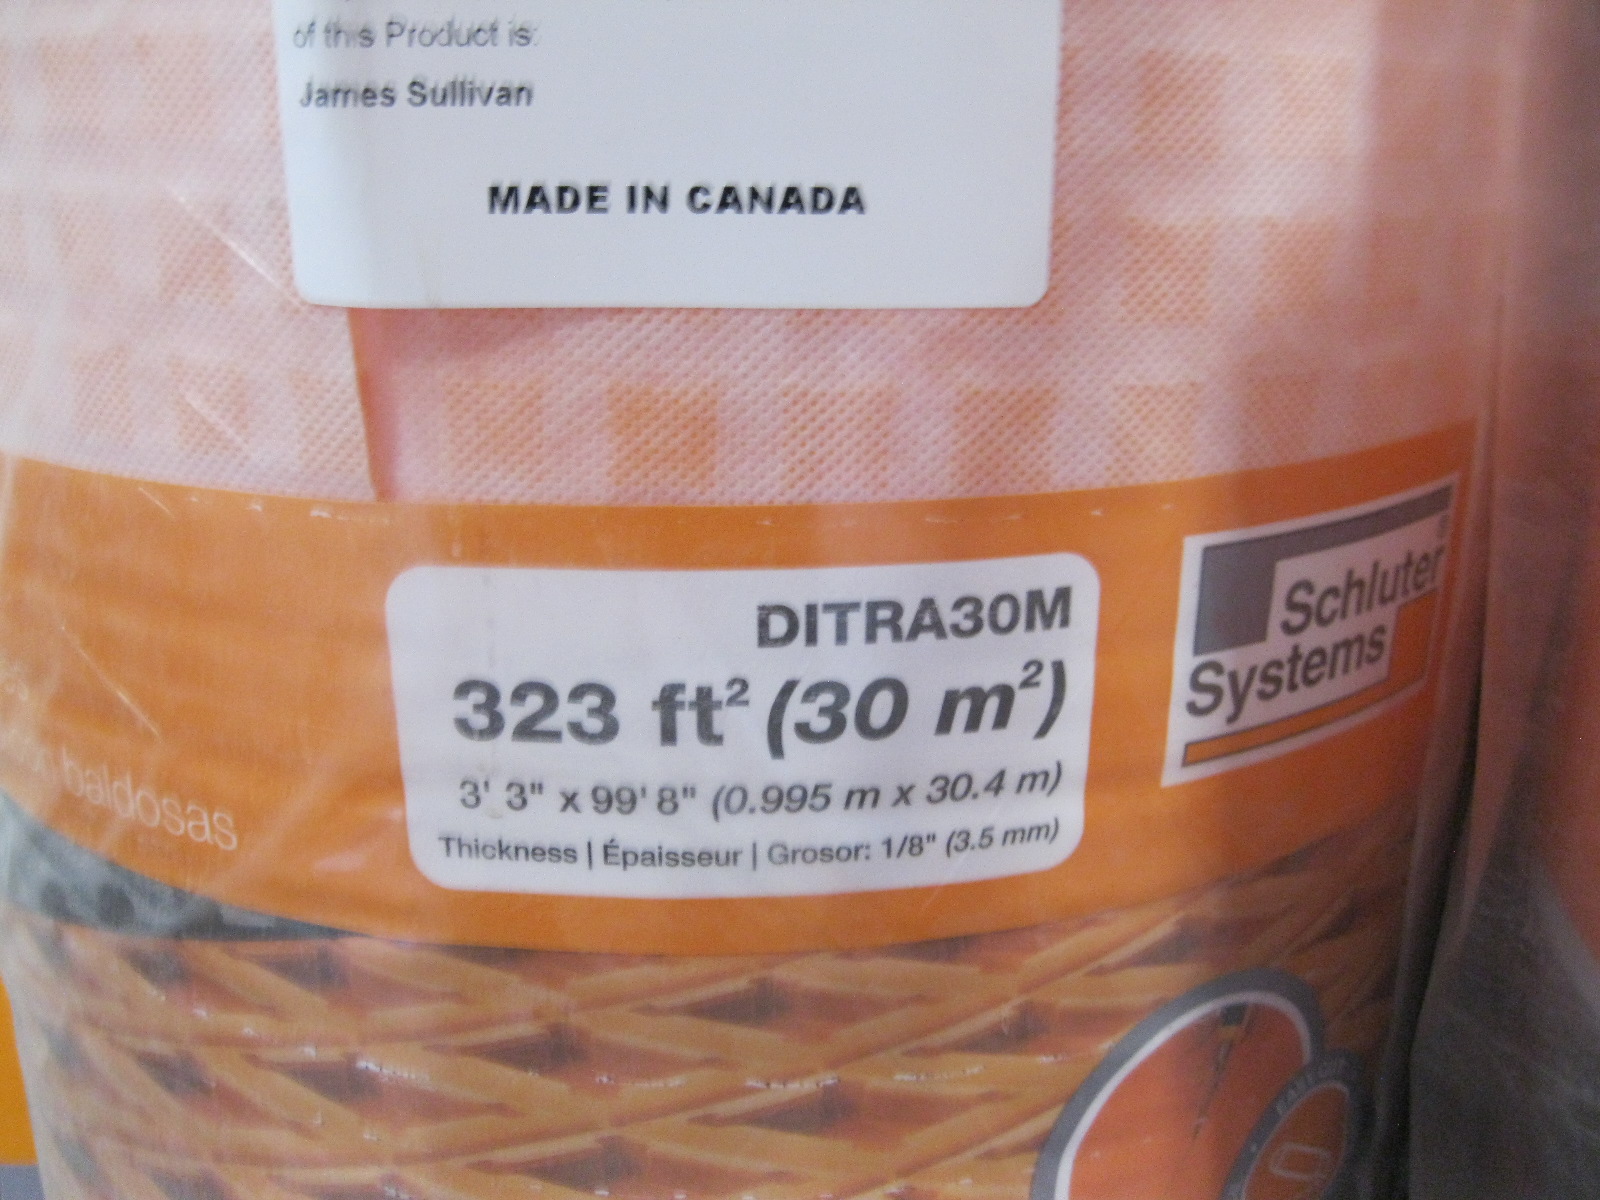 of this Product is:
James Sullivan
MADE IN CANADA
DITRA30M
323 ft² (30 m²)
3' 3" x 99' 8" (0.995 m x 30.4 m)
Thickness | Épaisseur | Grosor: 1/8" (3.5 mm)
Schluter®
Systems
baldosas